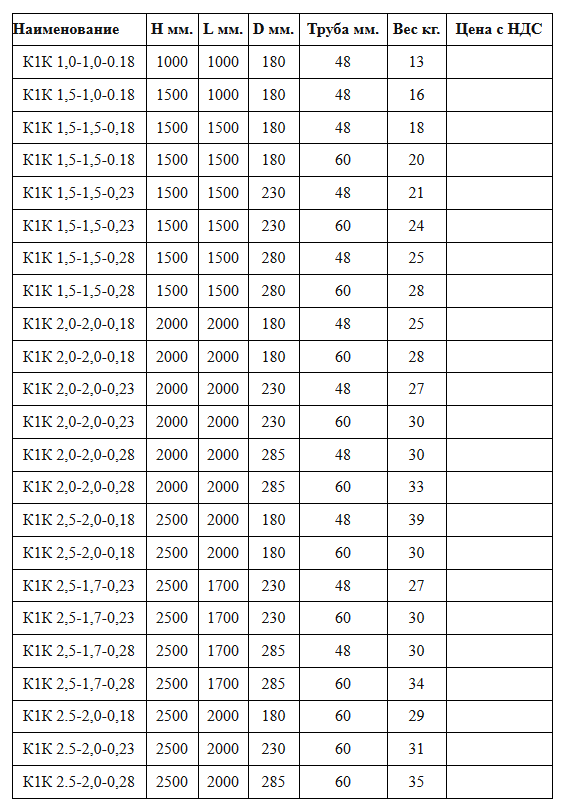 Наименование H мм. L мм. D мм. Труба мм. Вес кг. Цена с НДС
К1К 1,0-1,0-0.18 1000 1000 180 48 13
К1К 1,5-1,0-0.18 1500 1000 180 48 16
К1К 1,5-1,5-0,18 1500 1500 180 48 18
К1К 1,5-1,5-0.18 1500 1500 180 60 20
К1К 1,5-1,5-0,23 1500 1500 230 48 21
К1К 1,5-1,5-0,23 1500 1500 230 60 24
К1К 1,5-1,5-0,28 1500 1500 280 48 25
К1К 1,5-1,5-0,28 1500 1500 280 60 28
К1К 2,0-2,0-0,18 2000 2000 180 48 25
К1К 2,0-2,0-0,18 2000 2000 180 60 28
К1К 2,0-2,0-0,23 2000 2000 230 48 27
К1К 2,0-2,0-0,23 2000 2000 230 60 30
К1К 2,0-2,0-0,28 2000 2000 285 48 30
К1К 2,0-2,0-0,28 2000 2000 285 60 33
К1К 2,5-2,0-0,18 2500 2000 180 48 39
К1К 2,5-2,0-0,18 2500 2000 180 60 30
К1К 2,5-1,7-0,23 2500 1700 230 48 27
К1К 2,5-1,7-0,23 2500 1700 230 60 30
К1К 2,5-1,7-0,28 2500 1700 285 48 30
К1К 2,5-1,7-0,28 2500 1700 285 60 34
К1К 2.5-2,0-0,18 2500 2000 180 60 29
К1К 2.5-2,0-0,23 2500 2000 230 60 31
К1К 2.5-2,0-0,28 2500 2000 285 60 35